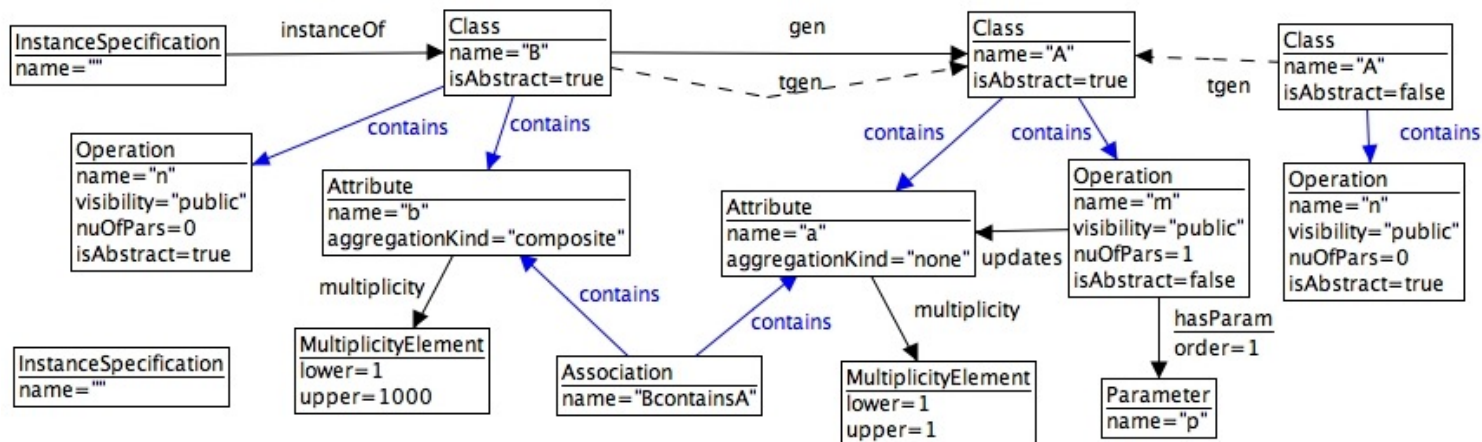 InstanceSpecification
name=""
instanceOf
Class
name="B"
isAbstract=true
gen
tgen
Class
name="A"
isAbstract=true
tgen
Class
name="A"
isAbstract=false
contains
contains
contains
contains
contains
Operation
name="n"
visibility="public"
nuOfPars=0
isAbstract=true
Attribute
name="b"
aggregationKind="composite"
Attribute
name="a"
aggregationKind="none"
updates
Operation
name="m"
visibility="public"
nuOfPars=1
isAbstract=false
Operation
name="n"
visibility="public"
nuOfPars=0
isAbstract=true
multiplicity
contains
contains
multiplicity
hasParam
order=1
InstanceSpecification
name=""
MultiplicityElement
lower=1
upper=1000
Association
name="BcontainsA"
MultiplicityElement
lower=1
upper=1
Parameter
name="p"